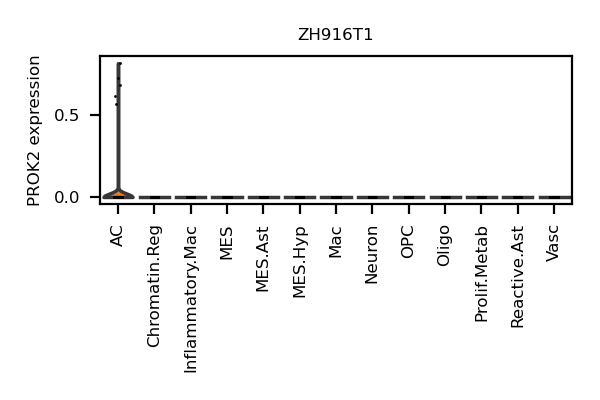 ZH916T1
PROK2 expression
0.5
0.0
AC
Chromatin.Reg
Inflammatory.Mac
MES
MES.Ast
MES.Hyp
Mac
Neuron
OPC
Oligo
Prolif.Metab
Reactive.Ast
Vasc